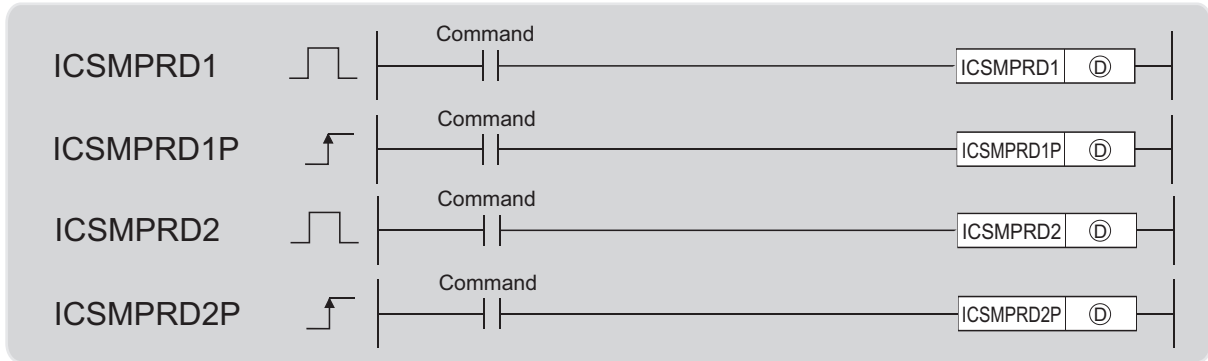 Command
ICSMPRD1 ICSMPRD1 Ⓓ
Command
ICSMPRD1P ICSMPRD1P Ⓓ
Command
ICSMPRD2 ICSMPRD2 Ⓓ
Command
ICSMPRD2P ICSMPRD2P Ⓓ